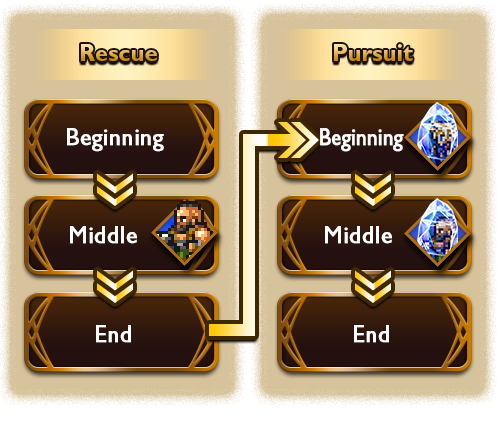 Rescue
Beginning
Middle
End
Pursuit
Beginning
Middle
End